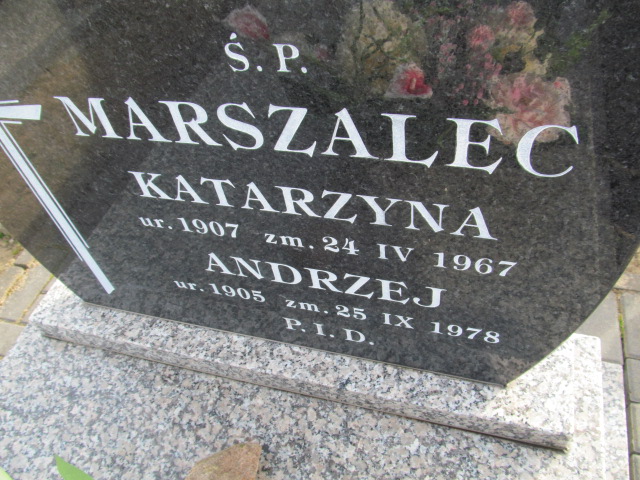 Ś. P.
MARSZALEC
KATARZYNA
ur. 1907 zm. 24 IV 1967
ANDRZEJ
ur. 1905 zm. 25 IX 1978
P. I. D.